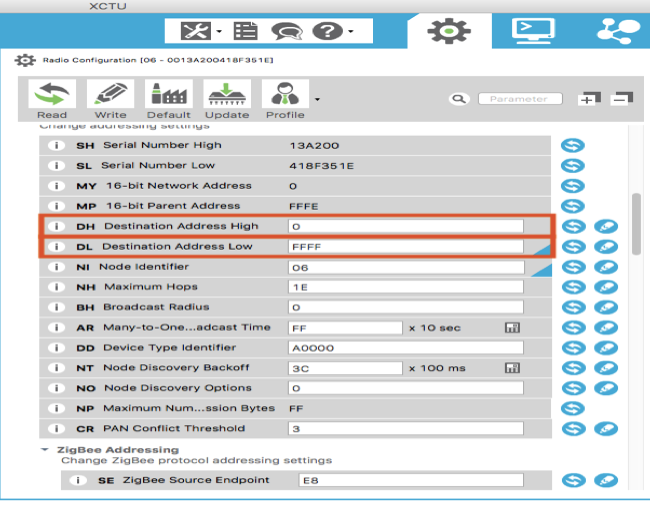 XCTU
Radio Configuration [06 - 0013A200418F351E]
Read Write Default Update Profile
Parameter
Change addressing settings
i SH Serial Number High 13A200
i SL Serial Number Low 418F351E
i MY 16-bit Network Address 0
i MP 16-bit Parent Address FFFE
i DH Destination Address High 0
i DL Destination Address Low FFFF
i NI Node Identifier 06
i NH Maximum Hops 1E
i BH Broadcast Radius 0
i AR Many-to-One...adcast Time FF x 10 sec
i DD Device Type Identifier A0000
i NT Node Discovery Backoff 3C x 100 ms
i NO Node Discovery Options 0
i NP Maximum Num...ssion Bytes FF
i CR PAN Conflict Threshold 3
ZigBee Addressing
Change ZigBee protocol addressing settings
i SE ZigBee Source Endpoint E8